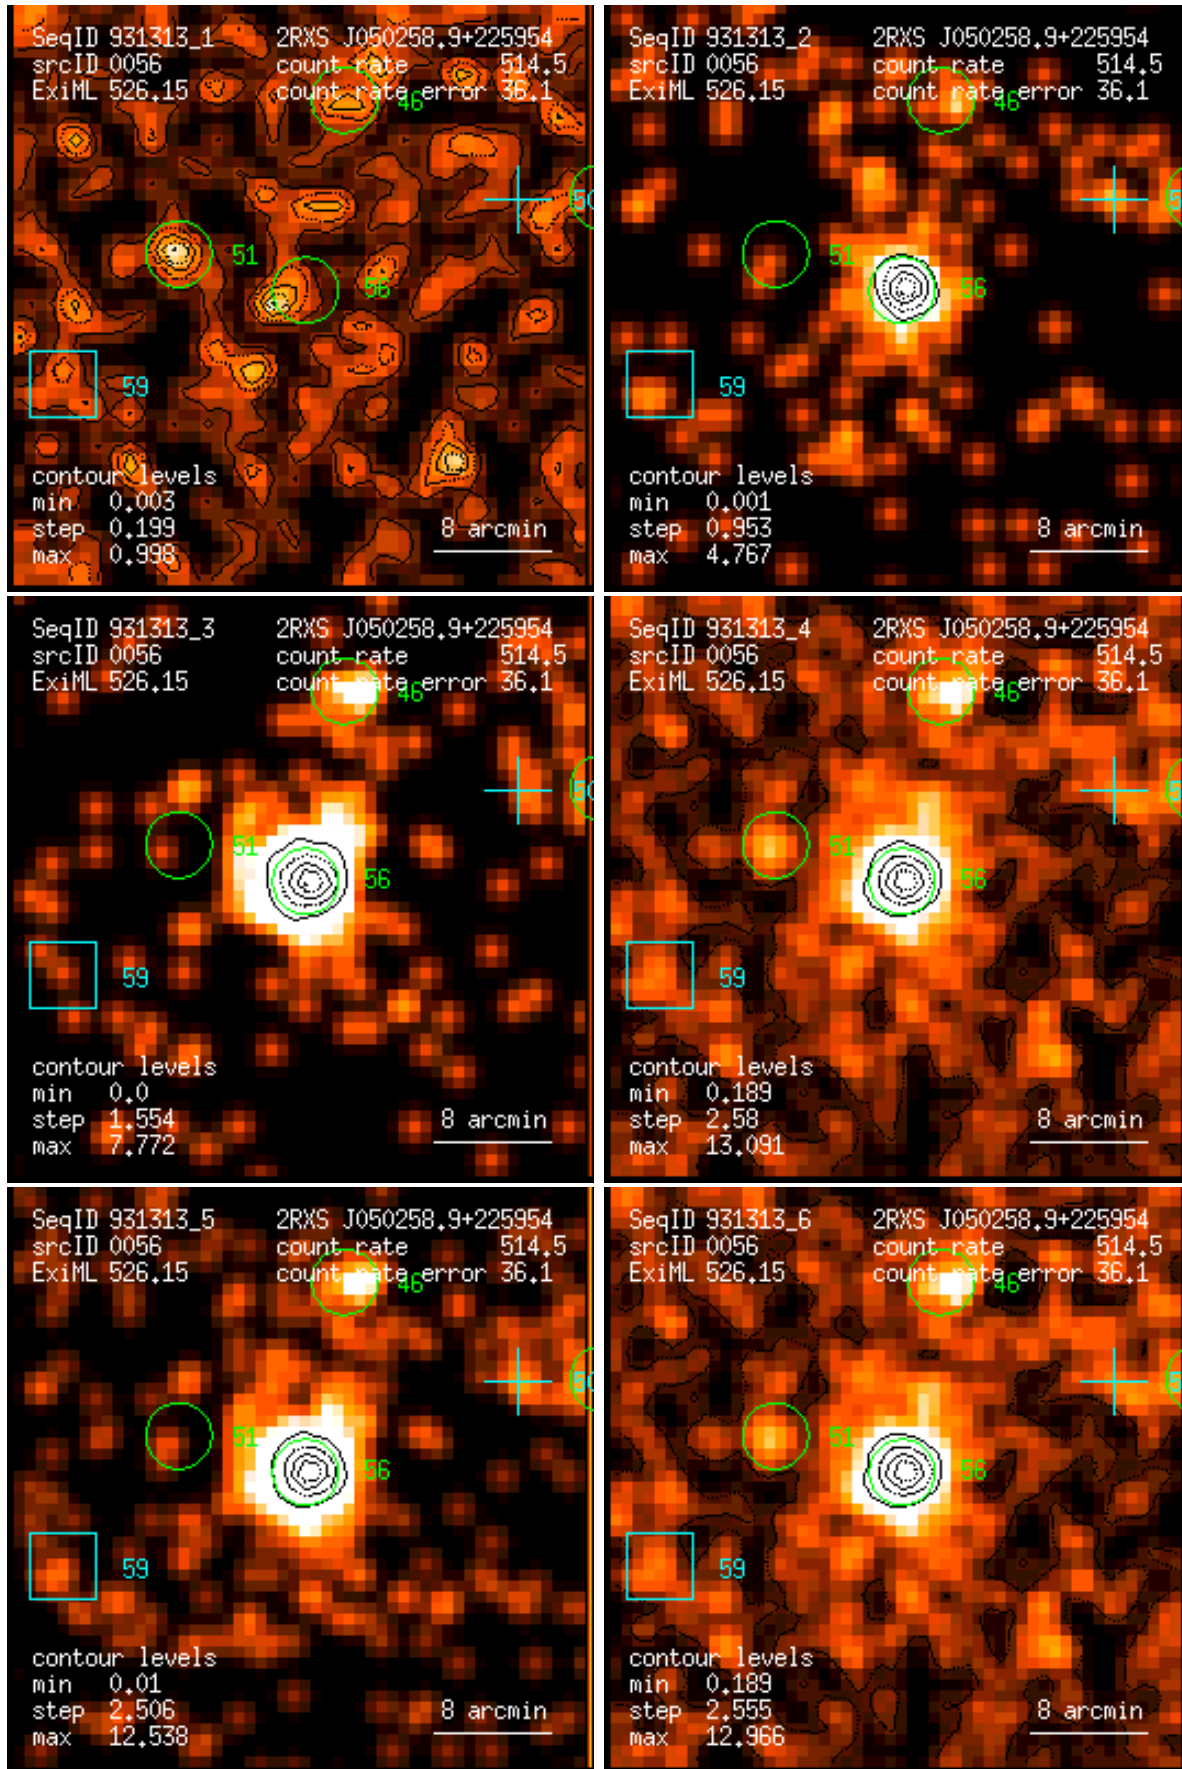 SeqID 931313_1 2RXS J050258.9+225954
srcID 0056 count rate 514.5
ExiML 526.15 count rate error 36.1
46
50
51
56
59
contour levels
min 0.003
step 0.199 8 arcmin
max 0.998
SeqID 931313_2 2RXS J050258.9+225954
srcID 0056 count rate 514.5
ExiML 526.15 count rate error 36.1
46
5
51
56
59
contour levels
min 0.001
step 0.953 8 arcmin
max 4.767
SeqID 931313_3 2RXS J050258.9+225954
srcID 0056 count rate 514.5
ExiML 526.15 count rate error 36.1
46
50
51
56
59
contour levels
min 0.0
step 1.554 8 arcmin
max 7.772
SeqID 931313_4 2RXS J050258.9+225954
srcID 0056 count rate 514.5
ExiML 526.15 count rate error 36.1
46
5
51
56
59
contour levels
min 0.189
step 2.58 8 arcmin
max 13.091
SeqID 931313_5 2RXS J050258.9+225954
srcID 0056 count rate 514.5
ExiML 526.15 count rate error 36.1
46
50
51
56
59
contour levels
min 0.01
step 2.506 8 arcmin
max 12.538
SeqID 931313_6 2RXS J050258.9+225954
srcID 0056 count rate 514.5
ExiML 526.15 count rate error 36.1
46
5
51
56
59
contour levels
min 0.189
step 2.555 8 arcmin
max 12.966